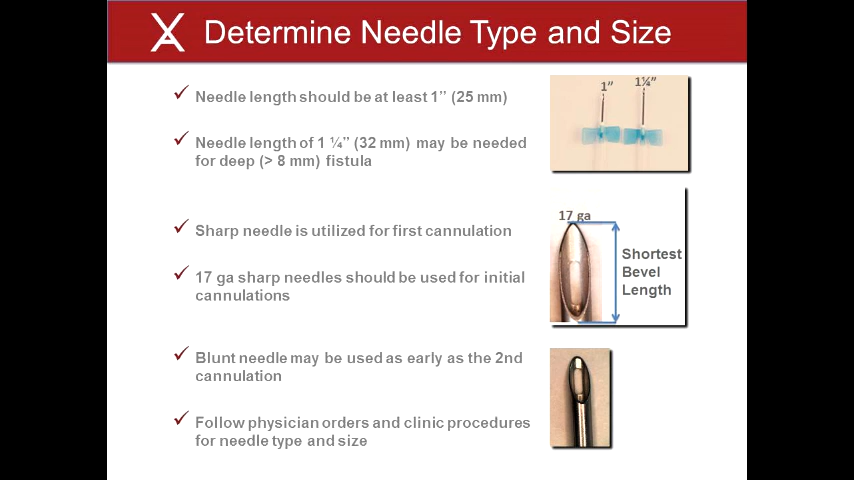 Determine Needle Type and Size
Needle length should be at least 1” (25 mm)
Needle length of 1 ¼” (32 mm) may be needed
for deep (> 8 mm) fistula
1”
1¼”
Sharp needle is utilized for first cannulation
17 ga sharp needles should be used for initial
cannulations
17 ga
Shortest
Bevel
Length
Blunt needle may be used as early as the 2nd
cannulation
Follow physician orders and clinic procedures
for needle type and size